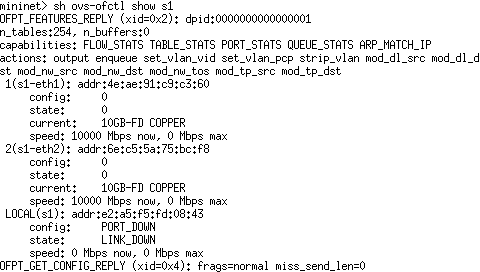 mininet> sh ovs-ofctl show s1
OFPT_FEATURES_REPLY (xid=0x2): dpid:0000000000000001
n_tables:254, n_buffers:0
capabilities: FLOW_STATS TABLE_STATS PORT_STATS QUEUE_STATS ARP_MATCH_IP
actions: output enqueue set_vlan_vid set_vlan_pcp strip_vlan mod_dl_src mod_dl_d
st mod_nw_src mod_nw_dst mod_nw_tos mod_tp_src mod_tp_dst
1(s1-eth1): addr:4e:ae:91:c9:c3:60
config: 0
state: 0
current: 10GB-FD COPPER
speed: 10000 Mbps now, 0 Mbps max
2(s1-eth2): addr:6e:c5:5a:75:bc:f8
config: 0
state: 0
current: 10GB-FD COPPER
speed: 10000 Mbps now, 0 Mbps max
LOCAL(s1): addr:e2:a5:f5:fd:08:43
config: PORT_DOWN
state: LINK_DOWN
speed: 0 Mbps now, 0 Mbps max
OFPT_GET_CONFIG_REPLY (xid=0x4): frags=normal miss_send_len=0